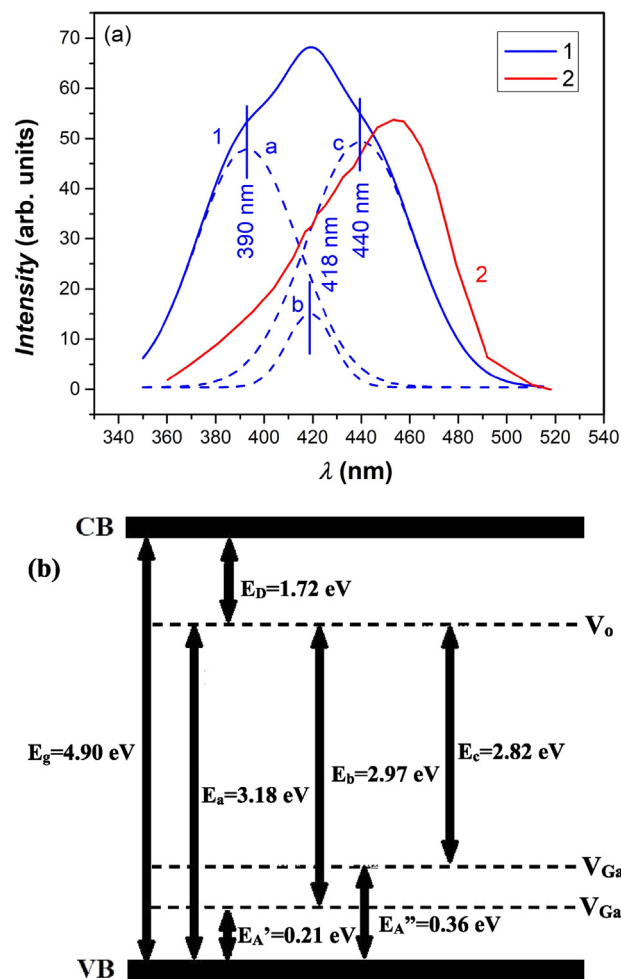 (a)
70
60
50
40
30
20
10
0
Intensity (arb. units)
1
2
1
a
c
b
2
390 nm
418 nm
440 nm
340 360 380 400 420 440 460 480 500 520 540
λ (nm)
CB
(b)
E_D=1.72 eV
V_o
E_g=4.90 eV
E_a=3.18 eV
E_b=2.97 eV
E_c=2.82 eV
V_Ga
V_Ga
E_A'=0.21 eV
E_A''=0.36 eV
VB